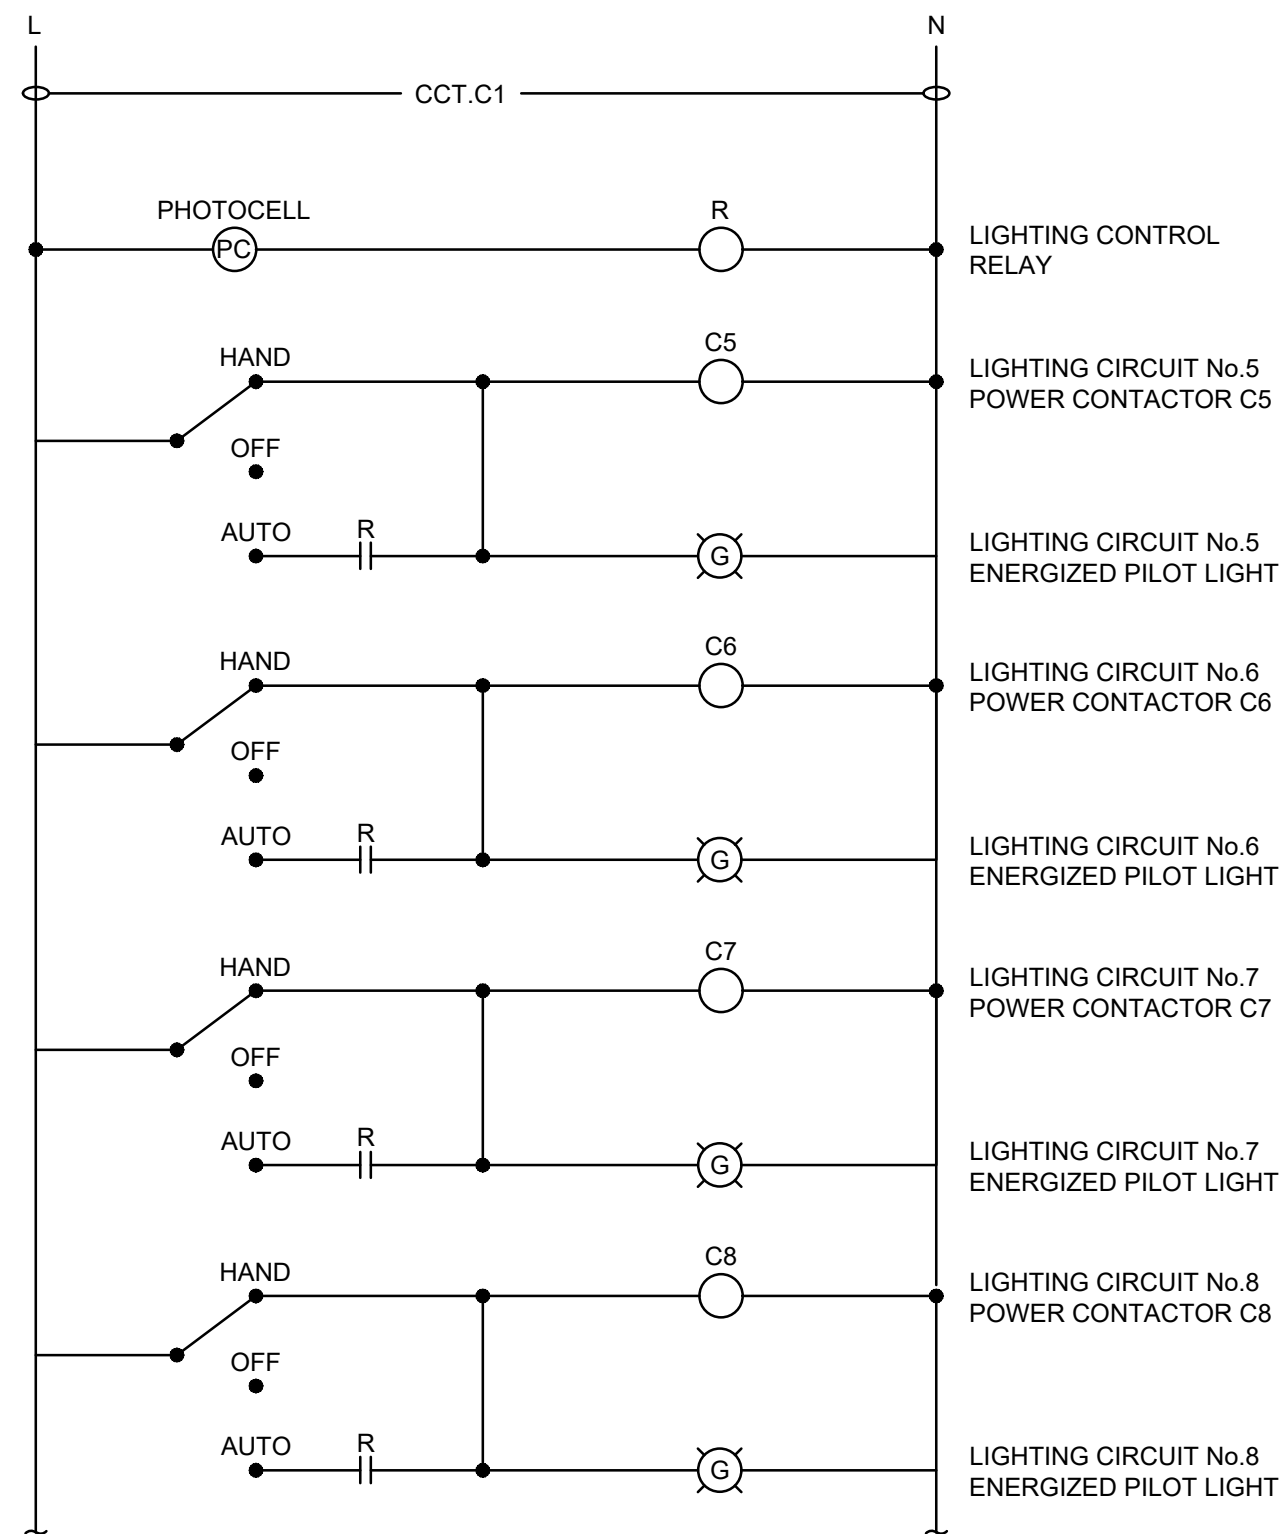 L
N
CCT.C1
PHOTOCELL
R
PC
LIGHTING CONTROL
RELAY
HAND
C5
LIGHTING CIRCUIT No.5
POWER CONTACTOR C5
OFF
AUTO
R
G
LIGHTING CIRCUIT No.5
ENERGIZED PILOT LIGHT
HAND
C6
LIGHTING CIRCUIT No.6
POWER CONTACTOR C6
OFF
AUTO
R
G
LIGHTING CIRCUIT No.6
ENERGIZED PILOT LIGHT
HAND
C7
LIGHTING CIRCUIT No.7
POWER CONTACTOR C7
OFF
AUTO
R
G
LIGHTING CIRCUIT No.7
ENERGIZED PILOT LIGHT
HAND
C8
LIGHTING CIRCUIT No.8
POWER CONTACTOR C8
OFF
AUTO
R
G
LIGHTING CIRCUIT No.8
ENERGIZED PILOT LIGHT